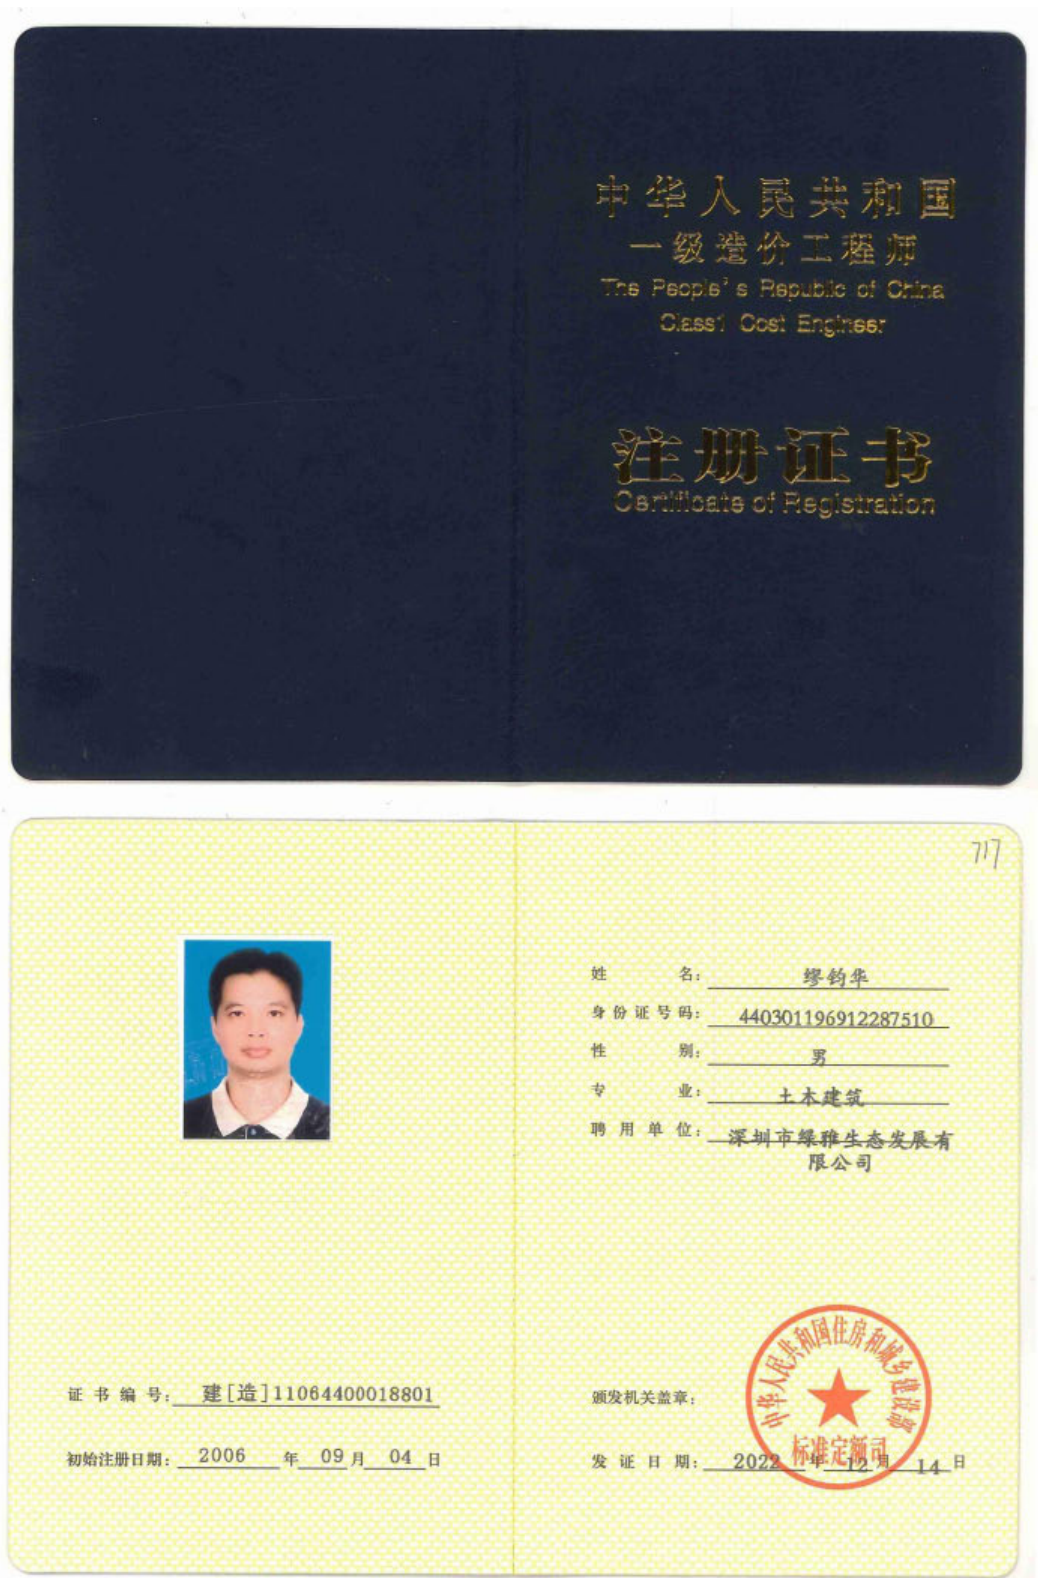 中华人民共和国
一级造价工程师
The People's Republic of China
Class1 Cost Engineer
注册证书
Certificate of Registration
717
姓 名: 缪钧华
身份证号码: 440301196912287510
性 别: 男
专 业: 土木建筑
聘用单位: 深圳市绿雅生态发展有
限公司
证书编号: 建[造]11064400018801
初始注册日期: 2006 年 09 月 04 日
颁发机关盖章:
中华人民共和国住房和城乡建设部
标准定额司
发证日期: 2022 年 12 月 14 日